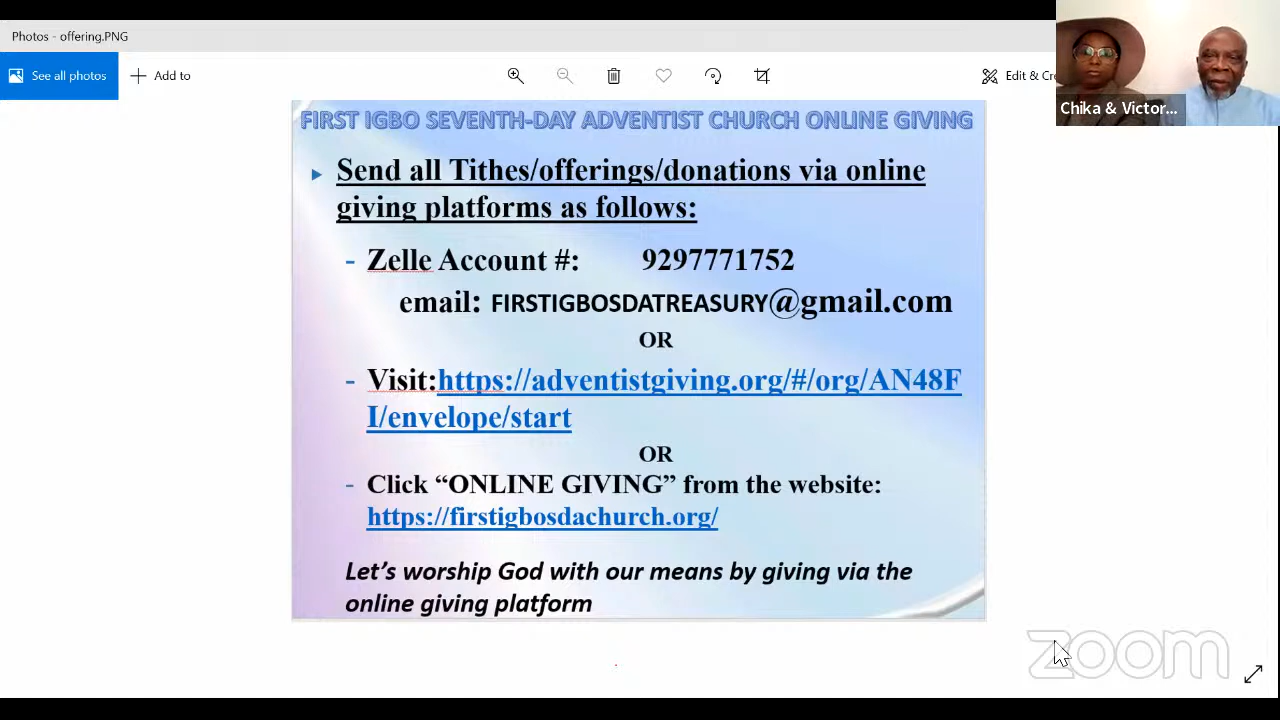 Photos - offering.PNG
See all photos
Add to
Edit & Cre
Chika & Victor...
FIRST IGBO SEVENTH-DAY ADVENTIST CHURCH ONLINE GIVING
Send all Tithes/offerings/donations via online
giving platforms as follows:
- Zelle Account #: 9297771752
email: FIRSTIGBOSDATREASURY@gmail.com
OR
- Visit:https://adventistgiving.org/#/org/AN48F
I/envelope/start
OR
- Click “ONLINE GIVING” from the website:
https://firstigbosdachurch.org/
Let’s worship God with our means by giving via the
online giving platform
zoom